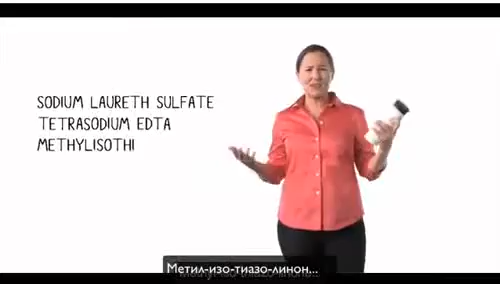 SODIUM LAURETH SULFATE
TETRASODIUM EDTA
METHYLISOTHI
Метил-изо-тиазо-линон...